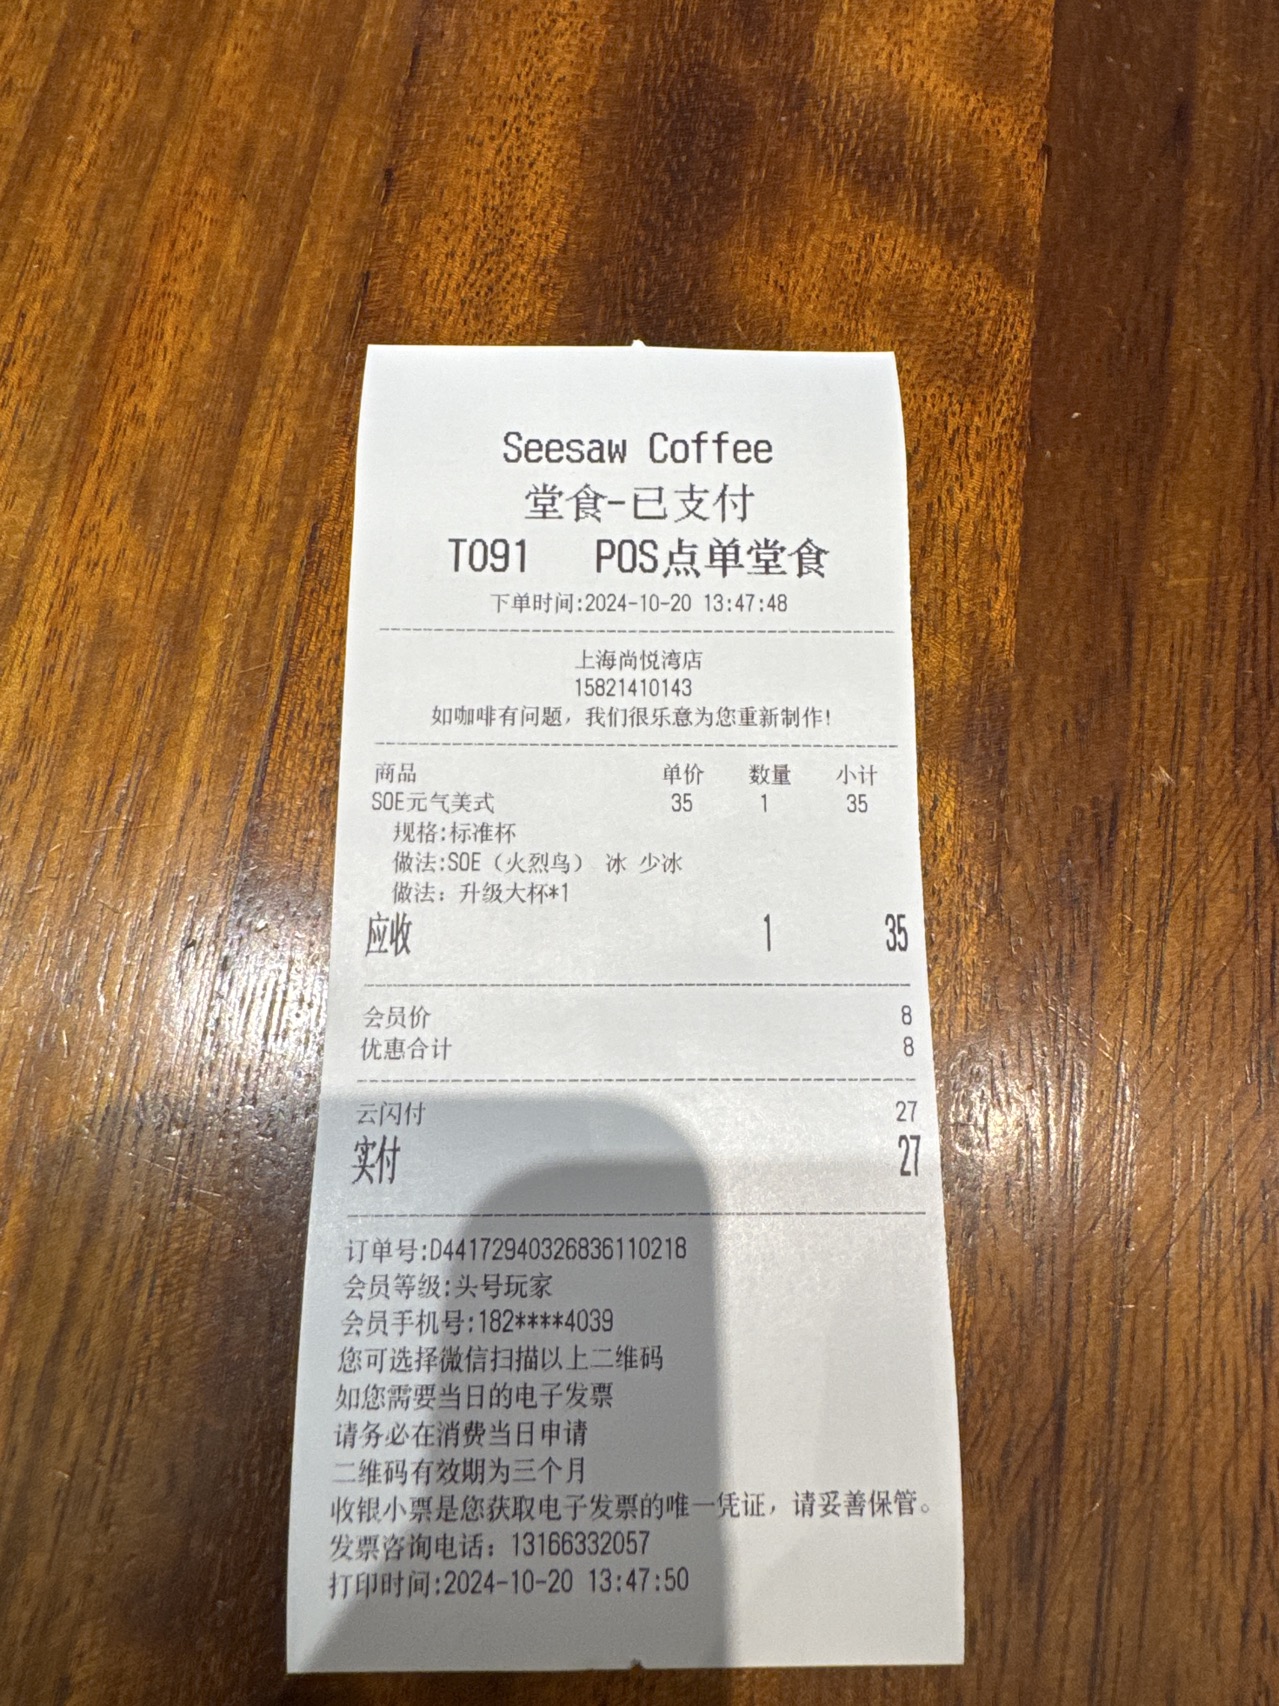 Seesaw Coffee
堂食-已支付
T091 POS点单堂食
下单时间:2024-10-20 13:47:48
上海尚悦湾店
15821410143
如咖啡有问题，我们很乐意为您重新制作!
商品 单价 数量 小计
SOE元气美式 35 1 35
规格:标准杯
做法:SOE（火烈鸟） 冰 少冰
做法：升级大杯*1
应收 1 35
会员价 8
优惠合计 8
云闪付 27
实付 27
订单号:D441729403268361​10218
会员等级:头号玩家
会员手机号:182****4039
您可选择微信扫描以上二维码
如您需要当日的电子发票
请务必在消费当日申请
二维码有效期为三个月
收银小票是您获取电子发票的唯一凭证，请妥善保管。
发票咨询电话：13166332057
打印时间:2024-10-20 13:47:50